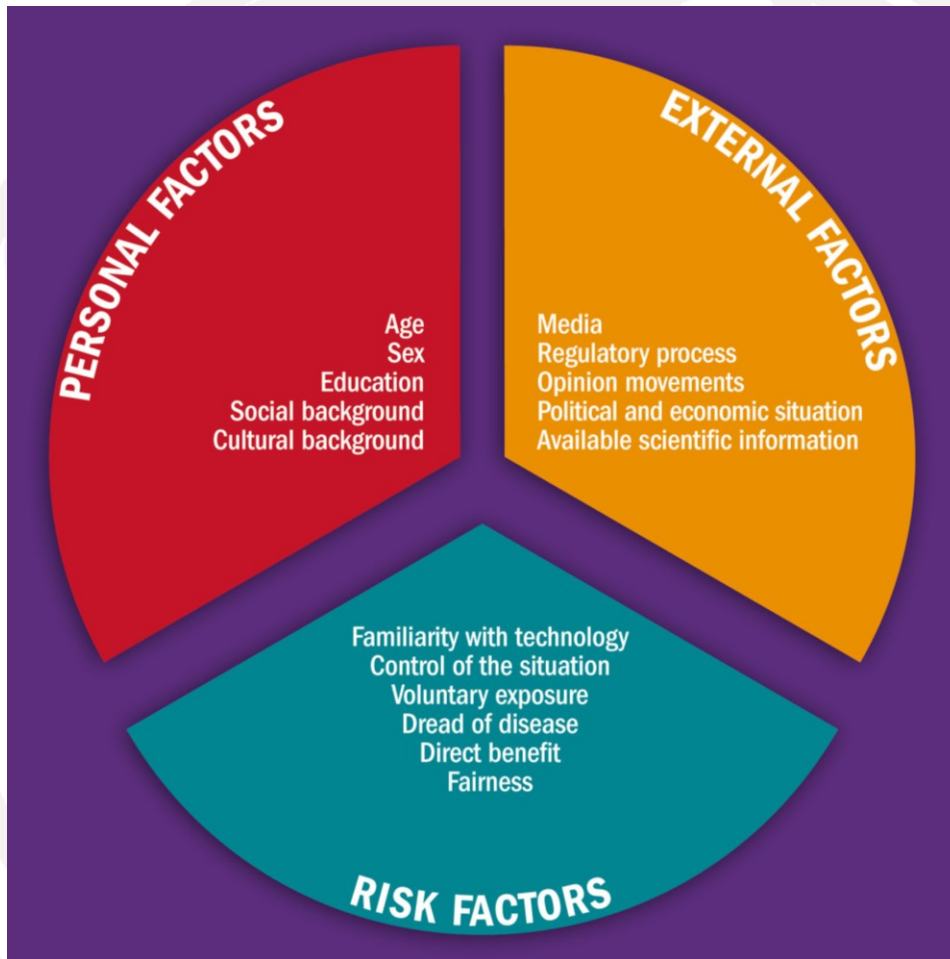 PERSONAL FACTORS
Age
Sex
Education
Social background
Cultural background
EXTERNAL FACTORS
Media
Regulatory process
Opinion movements
Political and economic situation
Available scientific information
Familiarity with technology
Control of the situation
Voluntary exposure
Dread of disease
Direct benefit
Fairness
RISK FACTORS